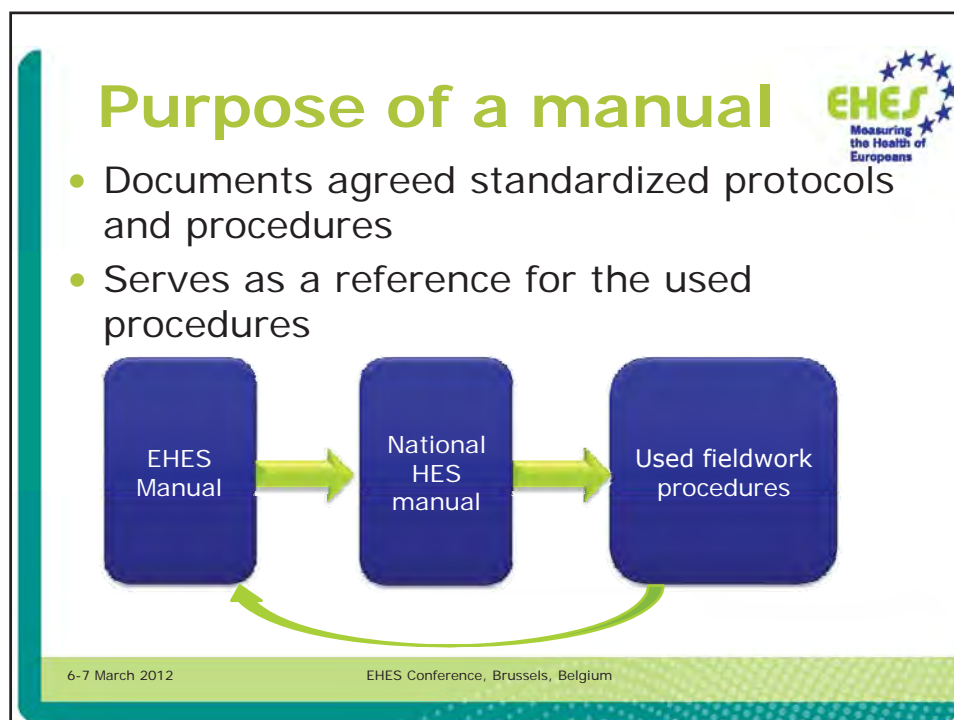 Purpose of a manual
EHES
Measuring
the Health of
Europeans
• Documents agreed standardized protocols
and procedures
• Serves as a reference for the used
procedures
EHES
Manual
National
HES
manual
Used fieldwork
procedures
6-7 March 2012
EHES Conference, Brussels, Belgium